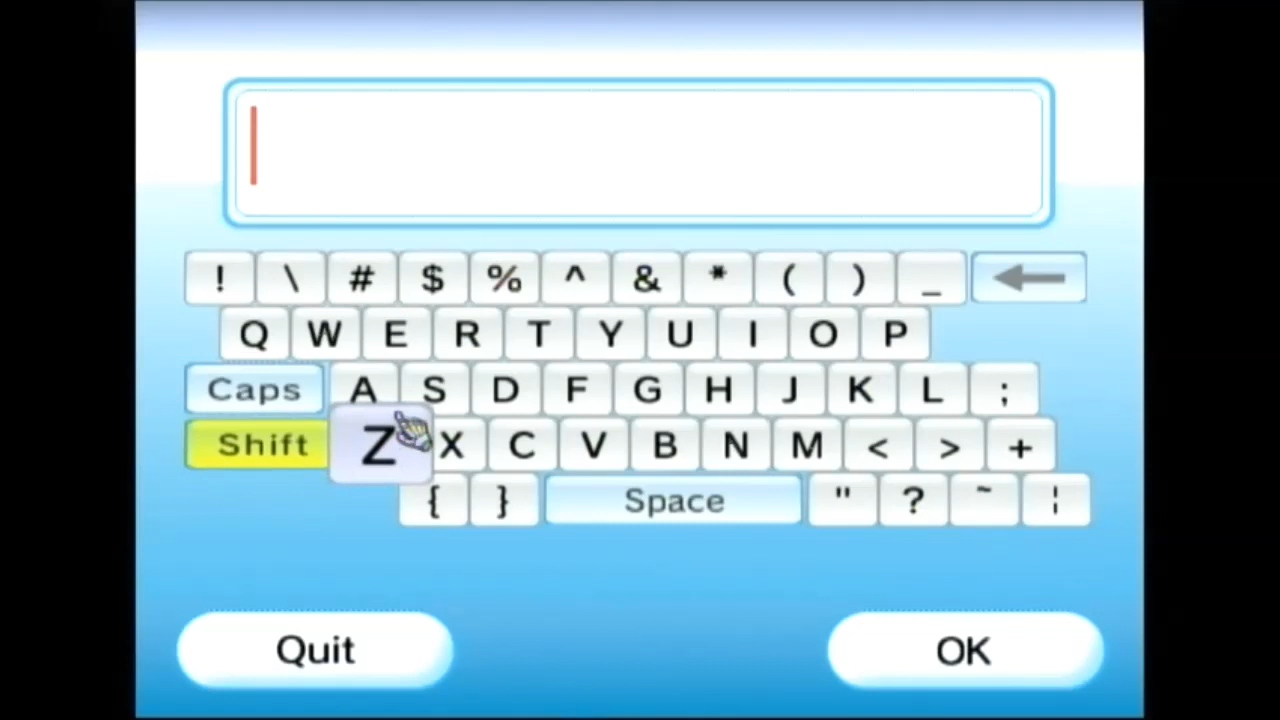 ! \ # $ % ^ & * ( ) _
Q W E R T Y U I O P
Caps A S D F G H J K L ;
Shift Z X C V B N M < > +
{ } Space " ? ~ ¦
Quit OK